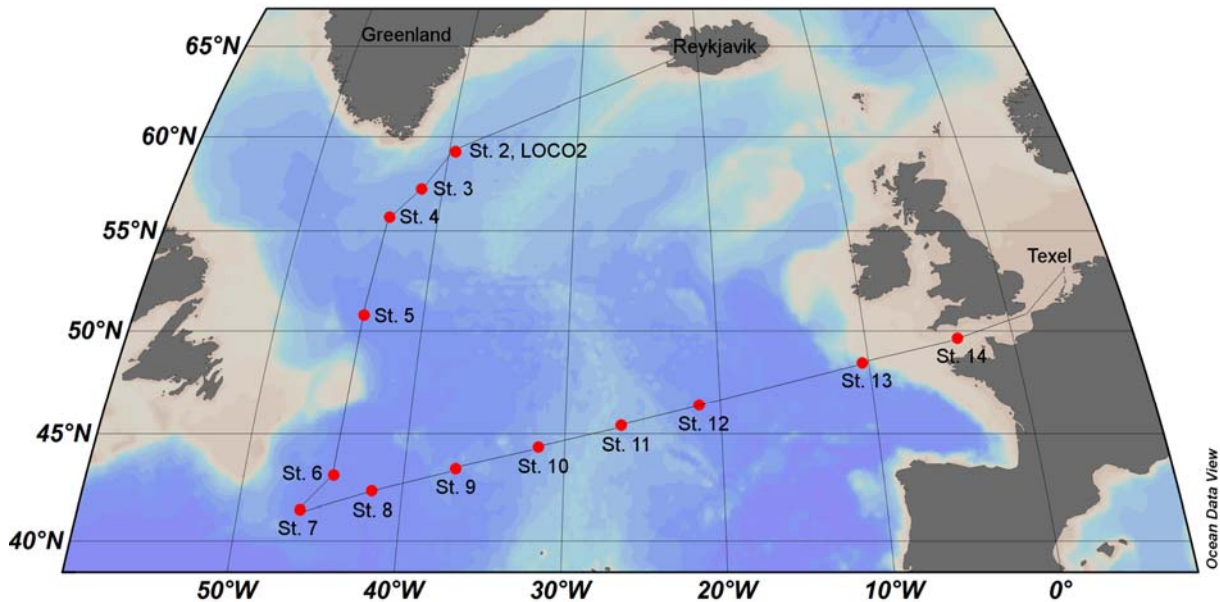 Greenland
Reykjavik
65°N
60°N
St. 2, LOCO2
St. 3
St. 4
55°N
Texel
St. 5
50°N
St. 14
St. 13
St. 12
45°N
St. 11
St. 10
St. 6
St. 9
St. 8
St. 7
40°N
50°W
40°W
30°W
20°W
10°W
0°
Ocean Data View